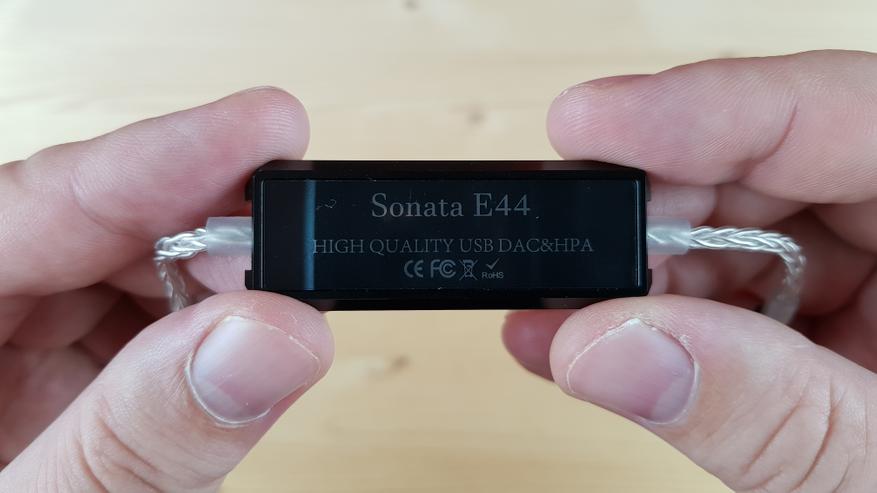 Sonata E44
HIGH QUALITY USB DAC&HPA
CE FC RoHS